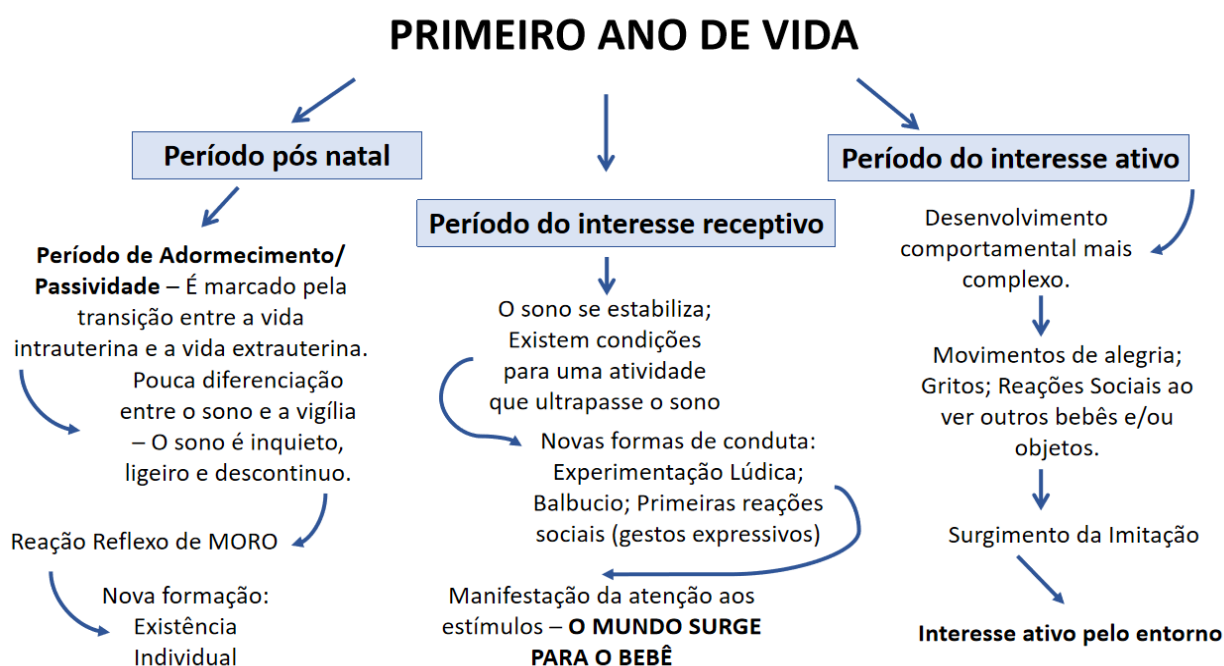 PRIMEIRO ANO DE VIDA
Período pós natal
Período de Adormecimento/
Passividade – É marcado pela
transição entre a vida
intrauterina e a vida extrauterina.
Pouca diferenciação
entre o sono e a vigília
– O sono é inquieto,
ligeiro e descontinuo.
Reação Reflexo de MORO
Nova formação:
Existência
Individual
Período do interesse receptivo
O sono se estabiliza;
Existem condições
para uma atividade
que ultrapasse o sono
Novas formas de conduta:
Experimentação Lúdica;
Balbucio; Primeiras reações
sociais (gestos expressivos)
Manifestação da atenção aos
estímulos – O MUNDO SURGE
PARA O BEBÊ
Período do interesse ativo
Desenvolvimento
comportamental mais
complexo.
Movimentos de alegria;
Gritos; Reações Sociais ao
ver outros bebês e/ou
objetos.
Surgimento da Imitação
Interesse ativo pelo entorno